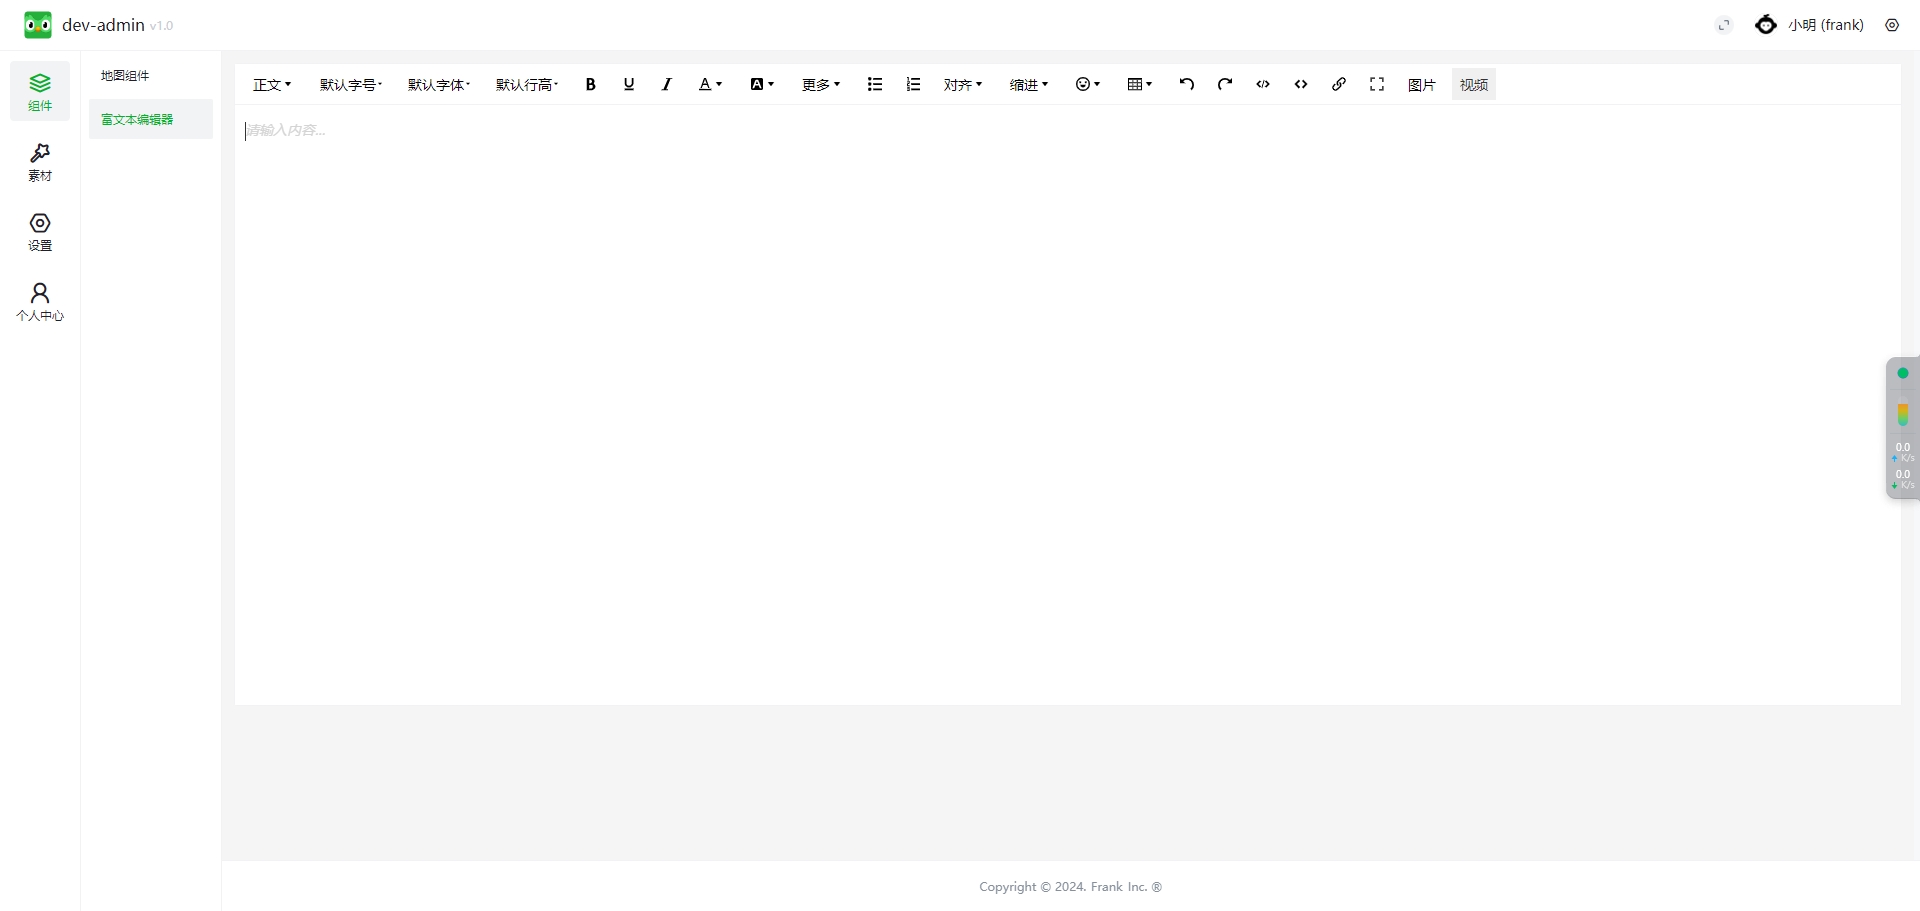 dev-admin v1.0
小明 (frank)
组件
素材
设置
个人中心
地图组件
富文本编辑器
正文 默认字号 默认字体 默认行高 B U I A A 更多 对齐 缩进 图片 视频
请输入内容...
0.0
K/s
0.0
K/s
Copyright © 2024. Frank Inc. ®